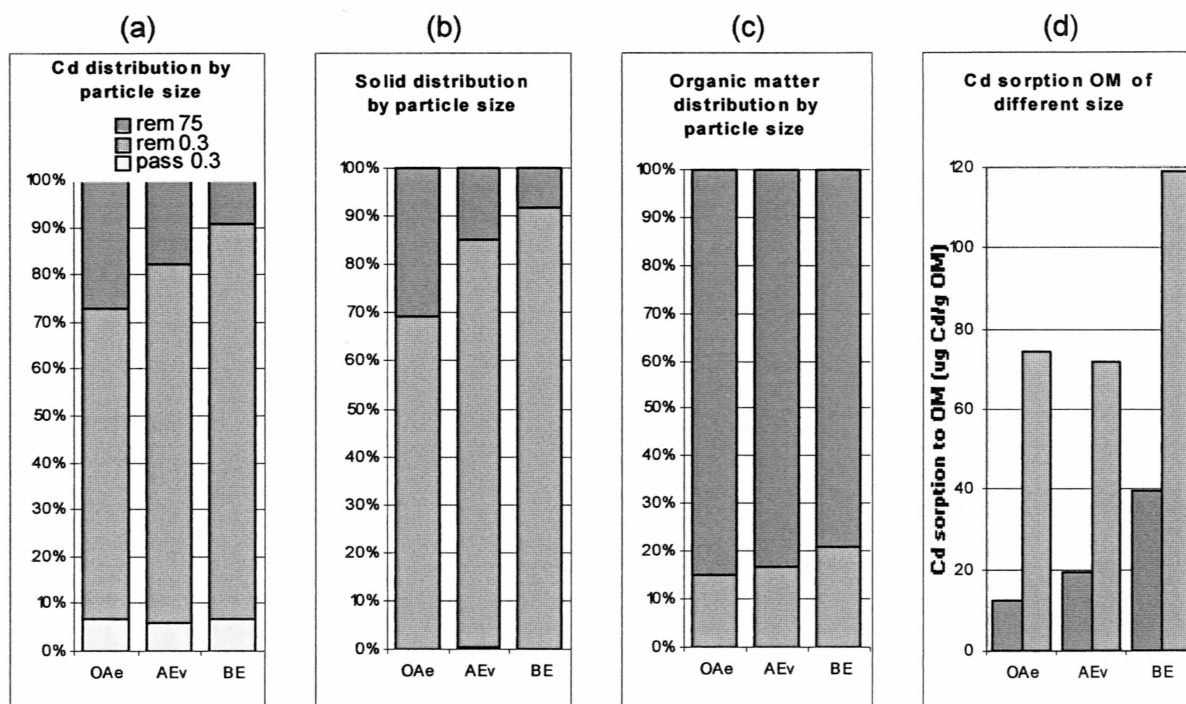 (a)
Cd distribution by
particle size
rem 75
rem 0.3
pass 0.3
100%
90%
80%
70%
60%
50%
40%
30%
20%
10%
0%
OAe AEv BE
(b)
Solid distribution
by particle size
100%
90%
80%
70%
60%
50%
40%
30%
20%
10%
0%
OAe AEv BE
(c)
Organic matter
distribution by
particle size
100%
90%
80%
70%
60%
50%
40%
30%
20%
10%
0%
OAe AEv BE
(d)
Cd sorption OM of
different size
Cd sorption to OM (ug Cd/g OM)
120
100
80
60
40
20
0
OAe AEv BE